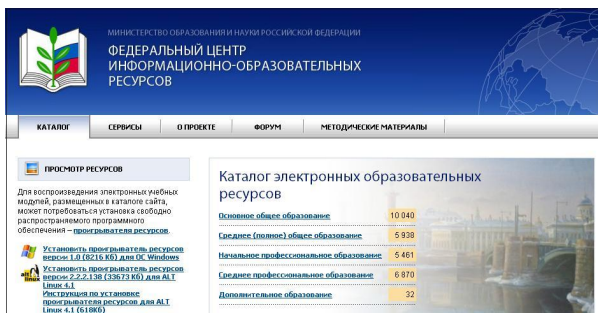 МИНИСТЕРСТВО ОБРАЗОВАНИЯ И НАУКИ РОССИЙСКОЙ ФЕДЕРАЦИИ
ФЕДЕРАЛЬНЫЙ ЦЕНТР
ИНФОРМАЦИОННО-ОБРАЗОВАТЕЛЬНЫХ
РЕСУРСОВ
КАТАЛОГ СЕРВИСЫ О ПРОЕКТЕ ФОРУМ МЕТОДИЧЕСКИЕ МАТЕРИАЛЫ
ПРОСМОТР РЕСУРСОВ
Для воспроизведения электронных учебных
модулей, размещенных в каталоге сайта,
может потребоваться установка свободно
распространяемого программного
обеспечения – проигрывателя ресурсов.
Установить проигрыватель ресурсов
версии 1.0 (8216 Кб) для ОС Windows
Установить проигрыватель ресурсов
версии 2.2.2.138 (33673 Кб) для ALT
Linux 4.1
Инструкция по установке
проигрывателя ресурсов для ALT
Linux 4.1 (618Кб)
Каталог электронных образовательных
ресурсов
Основное общее образование 10 040
Среднее (полное) общее образование 5 938
Начальное профессиональное образование 5 461
Среднее профессиональное образование 6 870
Дополнительное образование 32